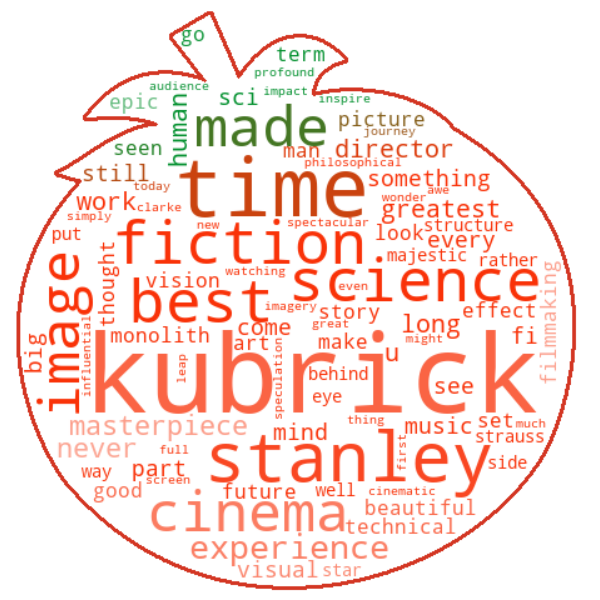 go
term
profound
audience
impact
epic
sci
inspire
human
made
picture
journey
seen
man
director
philosophical
still
time
something
today
work
clarke
wonder
awe
simply
spectacular
greatest
put
new
look
structure
fiction
every
thought
majestic
rather
image
vision
watching
science
filmmaking
best
imagery
even
influential
story
long
effect
monolith
come
great
art
make
might
u
fi
big
kubrick
leap
speculation
behind
see
eye
masterpiece
mind
thing
music
set
much
never
stanley
strauss
full
first
way
part
side
screen
good
future
well
cinematic
cinema
beautiful
technical
experience
visual
star